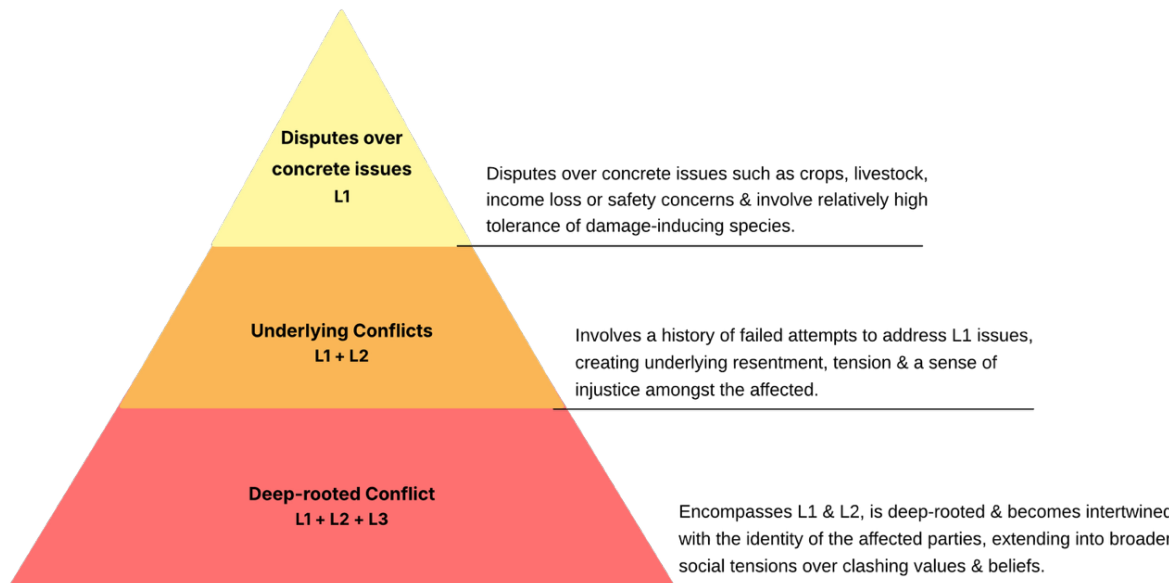 Disputes over
concrete issues
L1
Disputes over concrete issues such as crops, livestock,
income loss or safety concerns & involve relatively high
tolerance of damage-inducing species.
Underlying Conflicts
L1 + L2
Involves a history of failed attempts to address L1 issues,
creating underlying resentment, tension & a sense of
injustice amongst the affected.
Deep-rooted Conflict
L1 + L2 + L3
Encompasses L1 & L2, is deep-rooted & becomes intertwined
with the identity of the affected parties, extending into broader
social tensions over clashing values & beliefs.